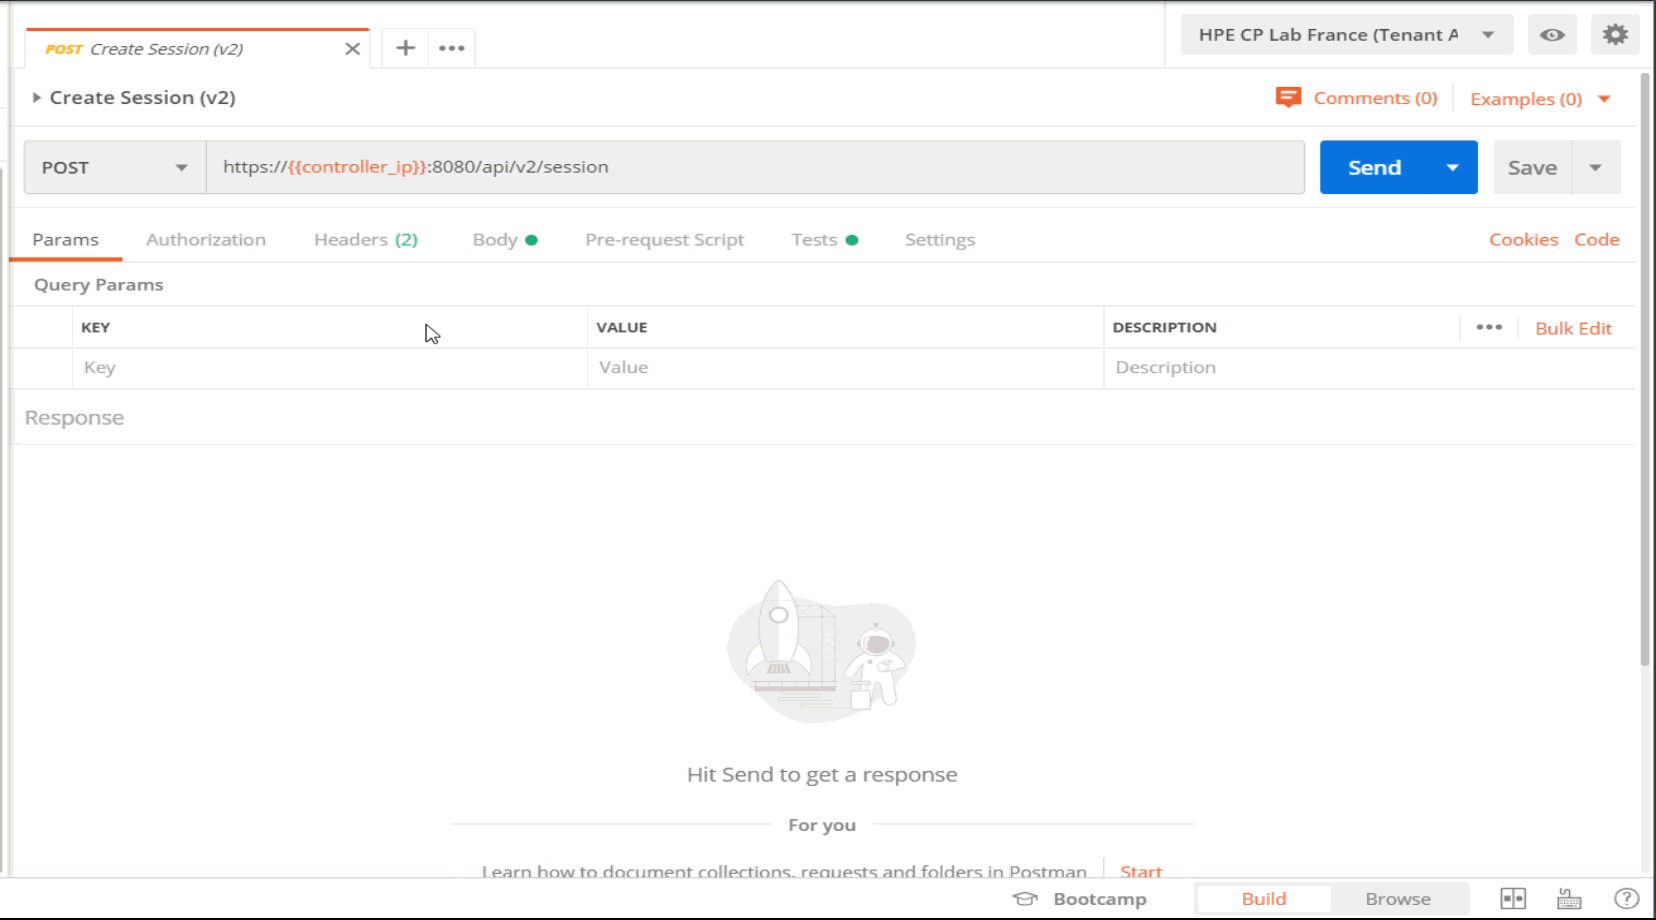 POST Create Session (v2)
HPE CP Lab France (Tenant A
Create Session (v2)
Comments (0) Examples (0)
POST https://{{controller_ip}}:8080/api/v2/session Send Save
Params Authorization Headers (2) Body Pre-request Script Tests Settings Cookies Code
Query Params
KEY VALUE DESCRIPTION Bulk Edit
Key Value Description
Response
Hit Send to get a response
For you
Learn how to document collections, requests and folders in Postman Start
Bootcamp Build Browse